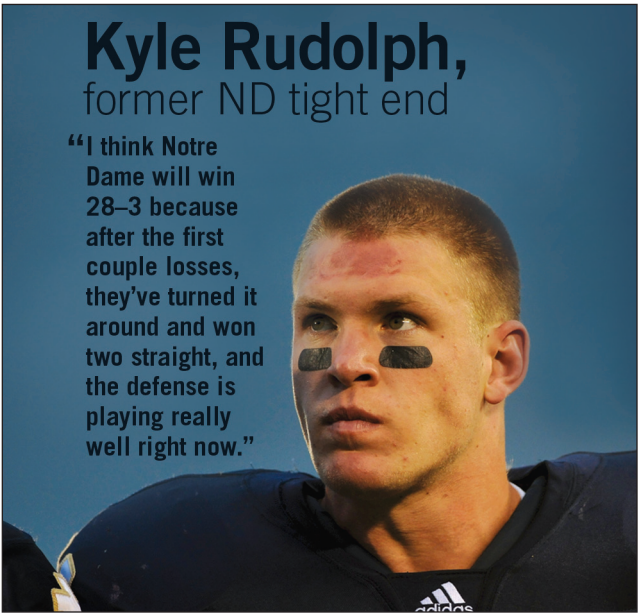 Kyle Rudolph,
former ND tight end
“I think Notre
Dame will win
28–3 because
after the first
couple losses,
they’ve turned it
around and won
two straight, and
the defense is
playing really
well right now.”
adidas